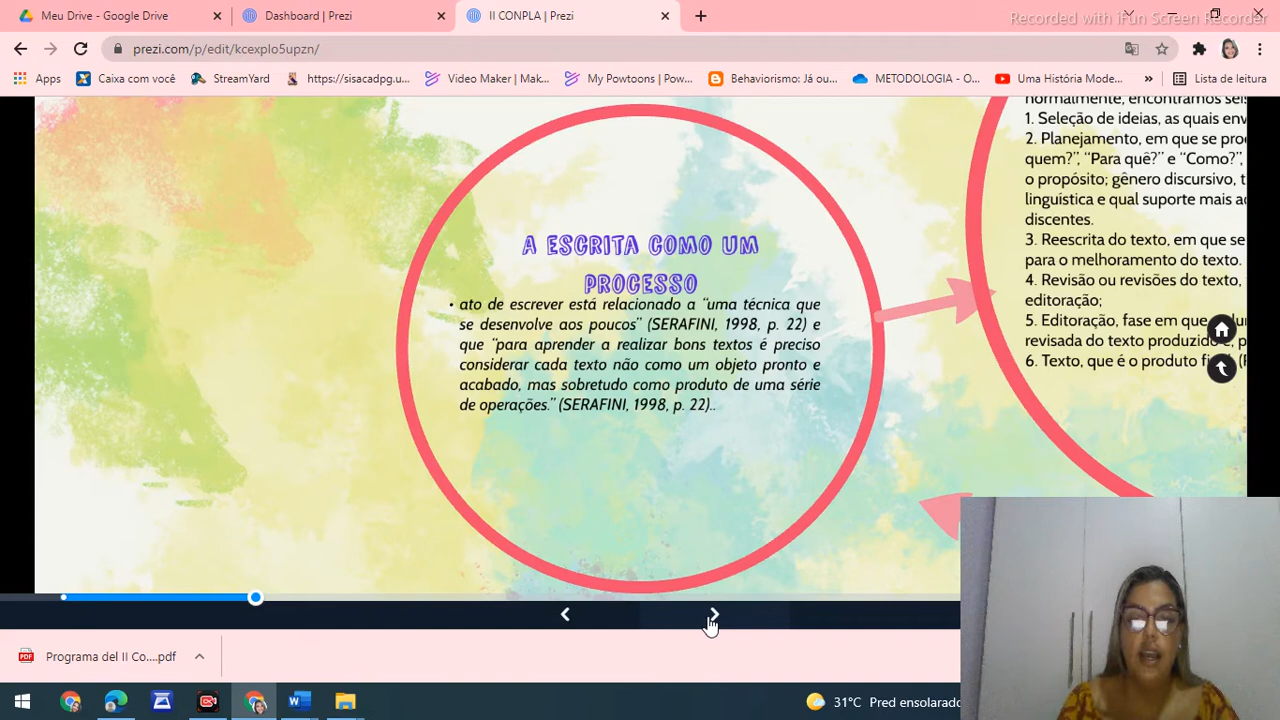 Meu Drive - Google Drive
Dashboard | Prezi
II CONPLA | Prezi
Recorded with iFun Screen Recorder
prezi.com/p/edit/kcexplo5upzn/
Apps
Caixa com você
StreamYard
https://sisacadpg.u...
Video Maker | Mak...
My Powtoons | Pow...
Behaviorismo: Já ou...
METODOLOGIA - O...
Uma História Mode...
»
Lista de leitura
A ESCRITA COMO UM
PROCESSO
• ato de escrever está relacionado a “uma técnica que
se desenvolve aos poucos” (SERAFINI, 1998, p. 22) e
que “para aprender a realizar bons textos é preciso
considerar cada texto não como um objeto pronto e
acabado, mas sobretudo como produto de uma série
de operações.” (SERAFINI, 1998, p. 22)..
normalmente, encontramos seis
1. Seleção de ideias, as quais env
2. Planejamento, em que se pro
quem?”, “Para quê?” e “Como?”,
o propósito; gênero discursivo, t
linguística e qual suporte mais a
discentes.
3. Reescrita do texto, em que se
para o melhoramento do texto.
4. Revisão ou revisões do texto,
editoração;
5. Editoração, fase em que
revisada do texto produzido e, p
6. Texto, que é o produto
Programa del II Co....pdf
31°C Pred ensolarado